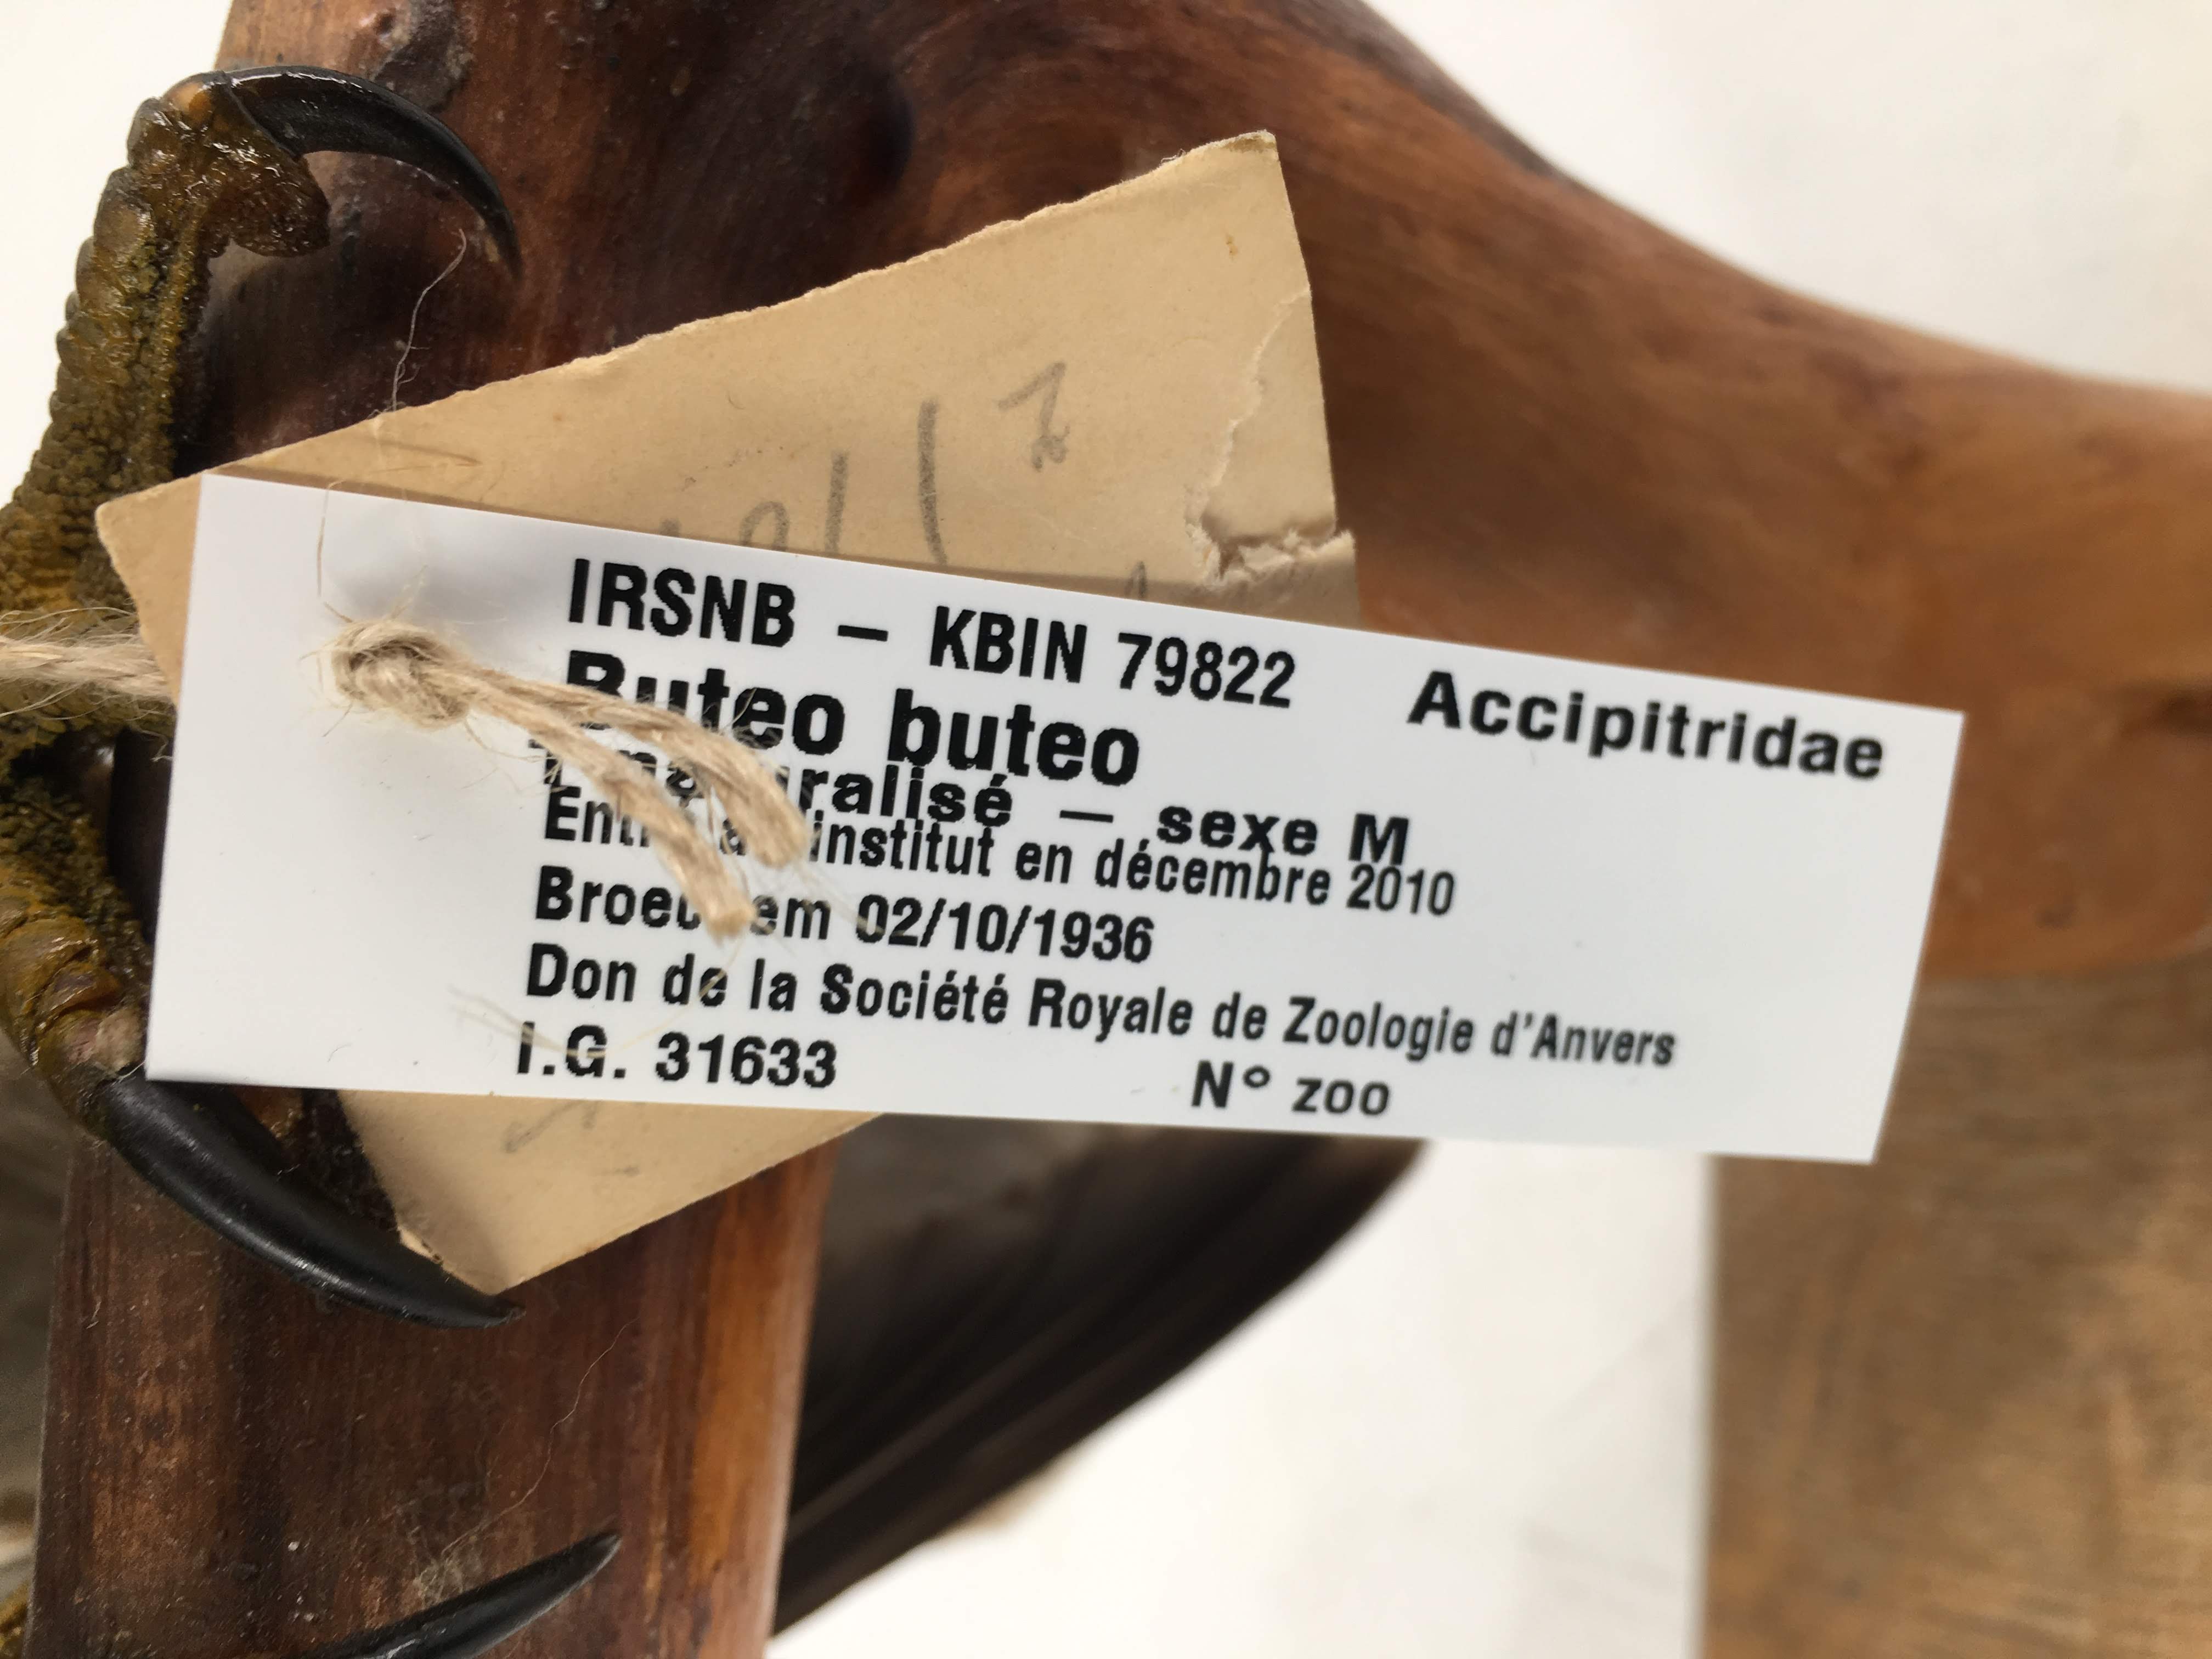 IRSNB – KBIN 79822 Accipitridae
Buteo buteo
sexe M
institut en décembre 2010
02/10/1936
Don de la Société Royale de Zoologie d'Anvers
I.G. 31633 N° zoo